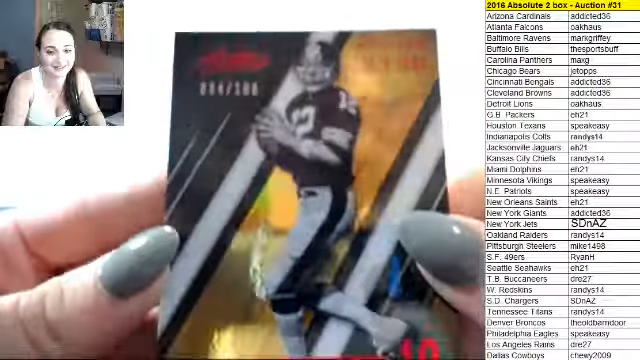 2016 Absolute 2 box - Auction #31
Arizona Cardinals addicted36
Atlanta Falcons oakhaus
Baltimore Ravens markgriffey
Buffalo Bills thesportsbuff
Carolina Panthers maxg
Chicago Bears jetopps
Cincinnati Bengals addicted36
Cleveland Browns addicted36
Detroit Lions oakhaus
G.B. Packers eh21
Houston Texans speakeasy
Indianapolis Colts randys14
Jacksonville Jaguars eh21
Kansas City Chiefs randys14
Miami Dolphins eh21
Minnesota Vikings speakeasy
N.E. Patriots speakeasy
New Orleans Saints eh21
New York Giants addicted36
New York Jets SDnAZ
Oakland Raiders randys14
Pittsburgh Steelers mike1498
S.F. 49ers RyanH
Seattle Seahawks eh21
T.B. Buccaneers dre27
W. Redskins randys14
S.D. Chargers SDnAZ
Tennessee Titans randys14
Denver Broncos theoldbarndoor
Philadelphia Eagles speakeasy
Los Angeles Rams dre27
Dallas Cowboys chewy2009
12